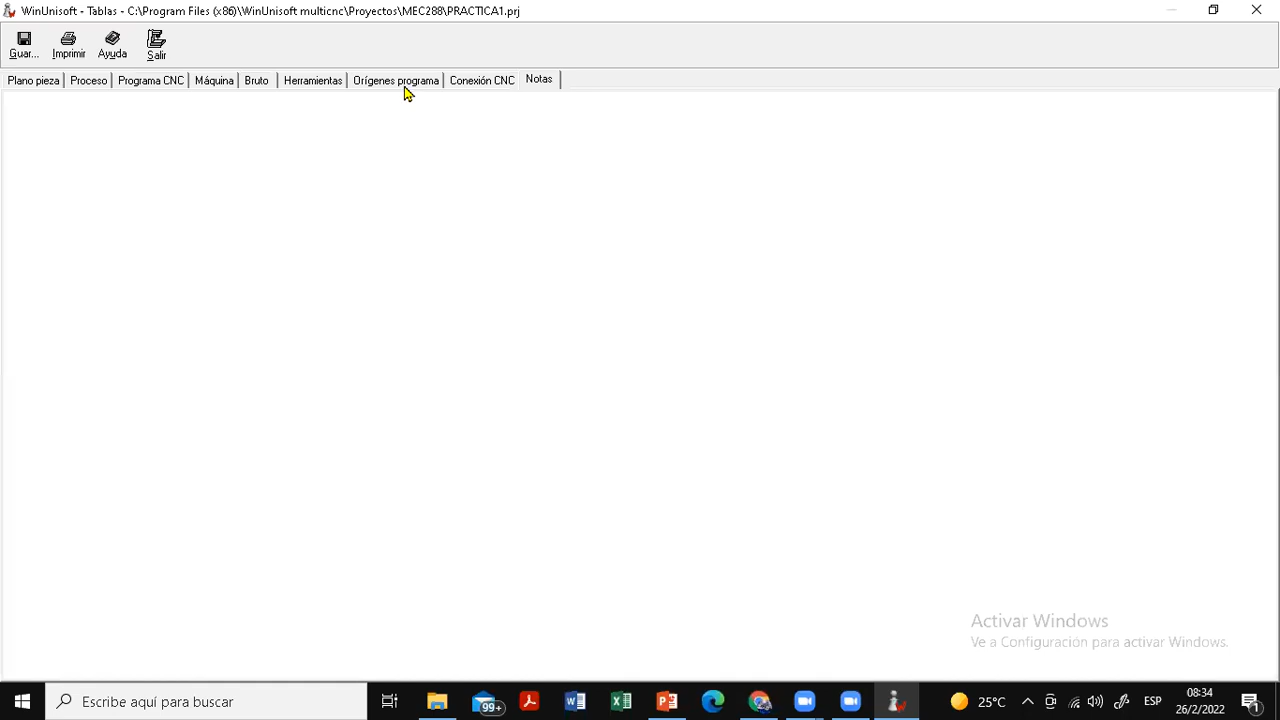 WinUnisoft - Tablas - C:\Program Files (x86)\WinUnisoft multicnc\Proyectos\MEC288\PRACTICA1.prj
Guar... Imprimir Ayuda Salir
Plano pieza Proceso Programa CNC Máquina Bruto Herramientas Orígenes programa Conexión CNC Notas
Activar Windows
Ve a Configuración para activar Windows.
Escribe aquí para buscar 99+ 25°C ESP 08:34
26/2/2022 1